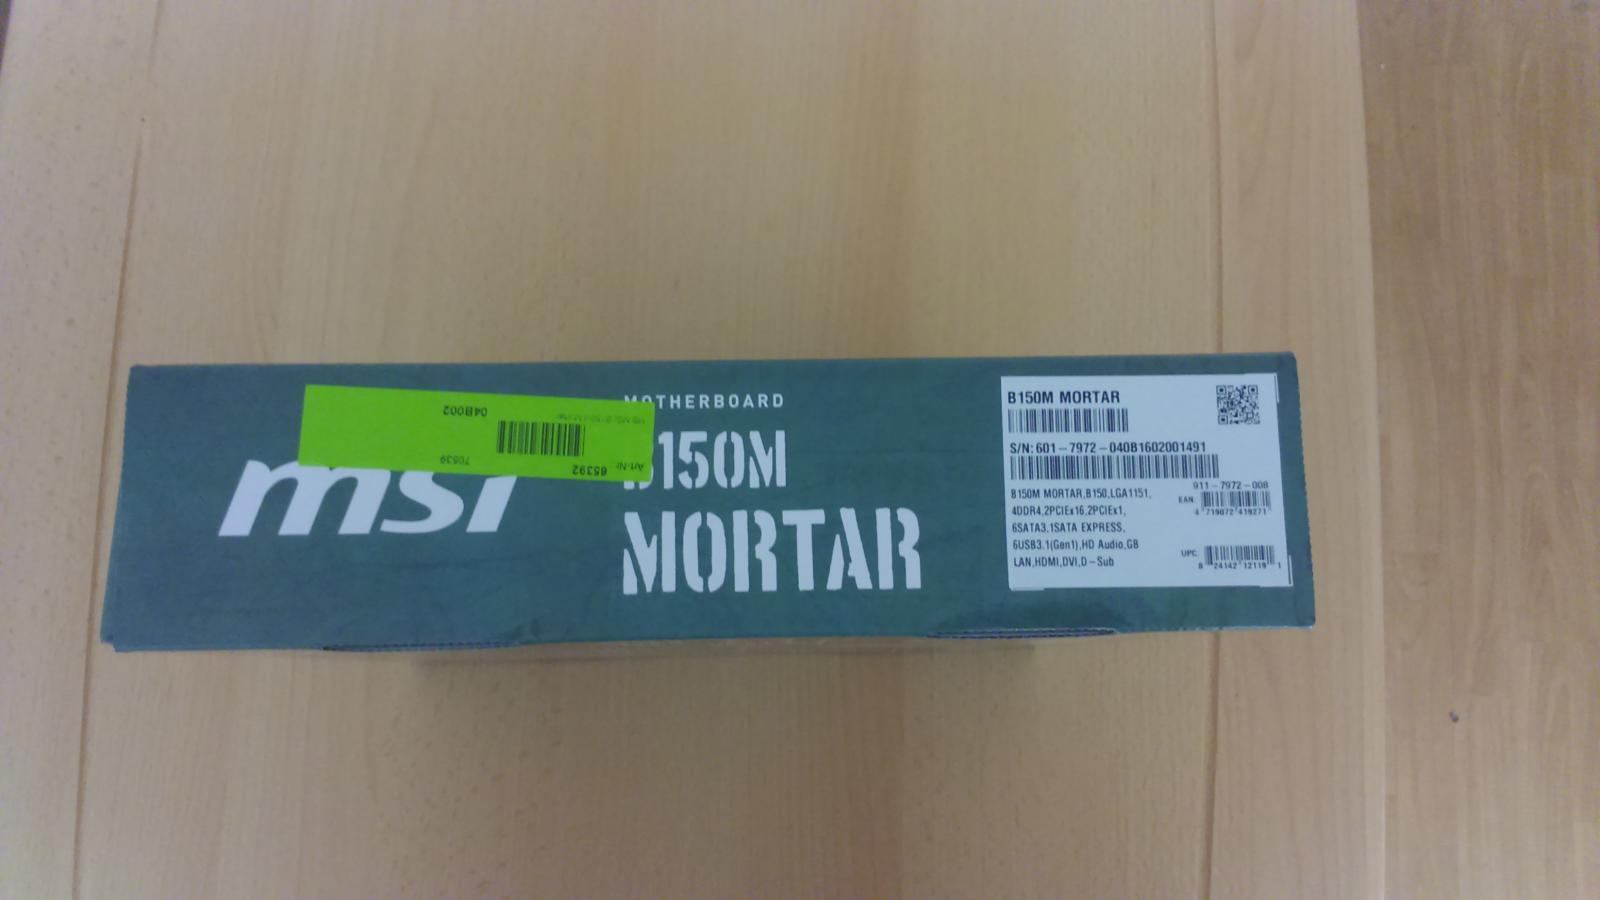 msi
MOTHERBOARD
B150M
MORTAR
04B002
70539
Art-Nr. 65392
B150M MORTAR
S/N:601-7972-040B1602001491
B150M MORTAR,B150,LGA1151,
4DDR4,2PCIEx16,2PCIEx1,
6SATA3,1SATA EXPRESS,
6USB3.1(Gen1),HD Audio,GB
LAN,HDMI,DVI,D-Sub
911-7972-008
EAN
4 719072 419271
UPC:
8 24142 12119 1